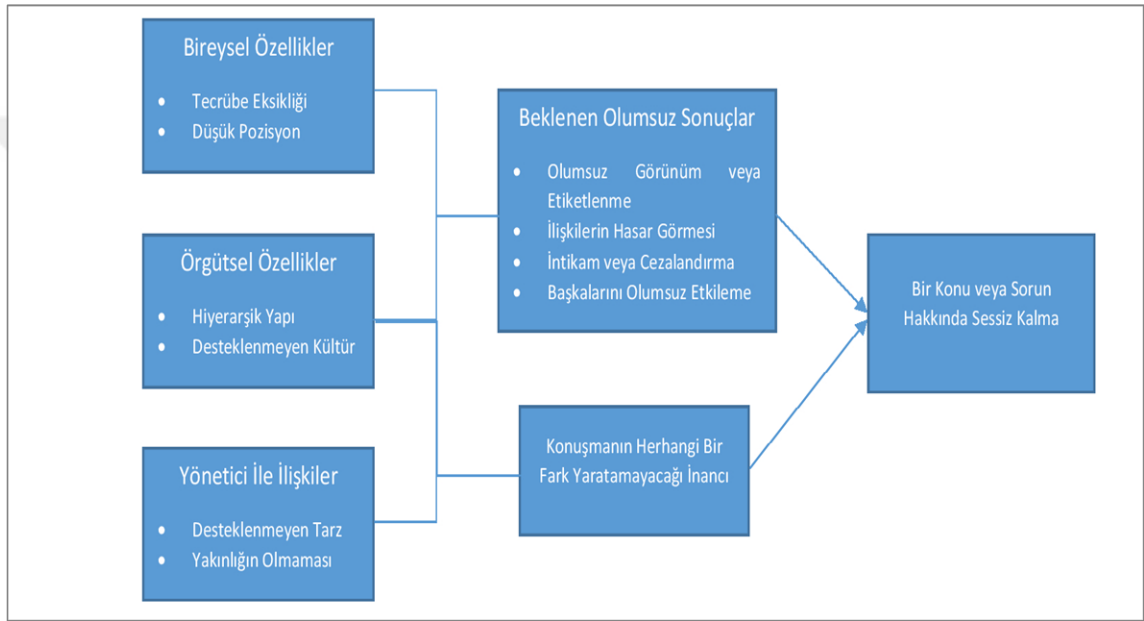 Bireysel Özellikler
• Tecrübe Eksikliği
• Düşük Pozisyon
Örgütsel Özellikler
• Hiyerarşik Yapı
• Desteklenmeyen Kültür
Yönetici İle İlişkiler
• Desteklenmeyen Tarz
• Yakınlığın Olmaması
Beklenen Olumsuz Sonuçlar
• Olumsuz Görünüm veya
Etiketlenme
• İlişkilerin Hasar Görmesi
• İntikam veya Cezalandırma
• Başkalarını Olumsuz Etkileme
Konuşmanın Herhangi Bir
Fark Yaratamayacağı İnancı
Bir Konu veya Sorun
Hakkında Sessiz Kalma